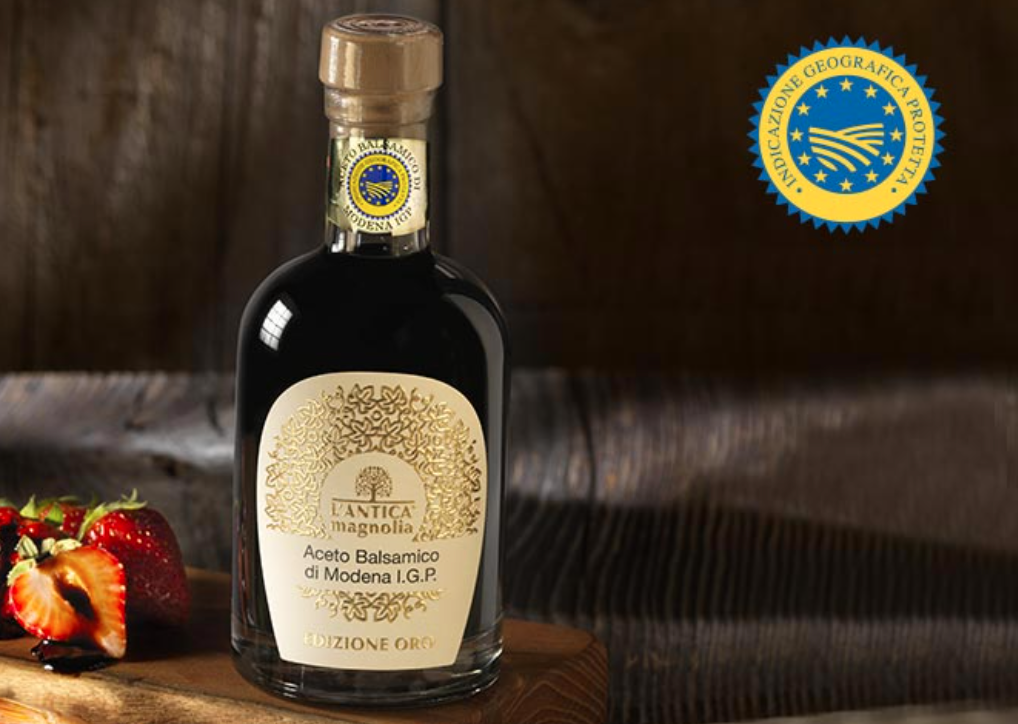 INDICAZIONE GEOGRAFICA PROTETTA
ACETO BALSAMICO DI
MODENA IGP
L'ANTICA
magnolia
Aceto Balsamico
di Modena I.G.P.
EDIZIONE ORO